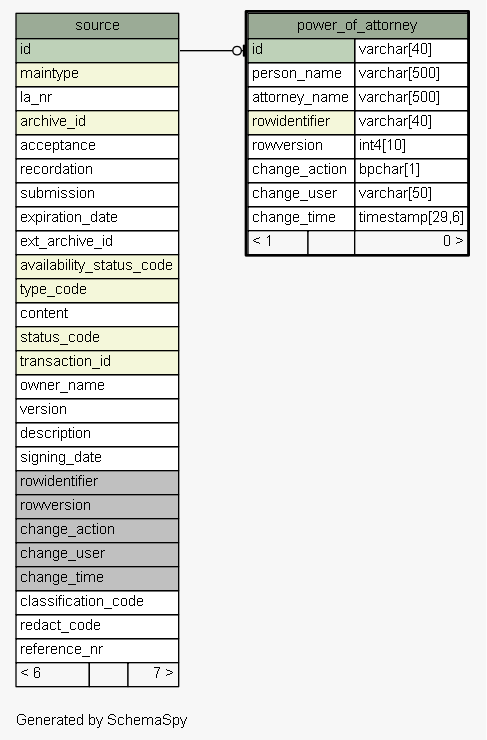 source
id
maintype
la_nr
archive_id
acceptance
recordation
submission
expiration_date
ext_archive_id
availability_status_code
type_code
content
status_code
transaction_id
owner_name
version
description
signing_date
rowidentifier
rowversion
change_action
change_user
change_time
classification_code
redact_code
reference_nr
< 6 7 >
power_of_attorney
id varchar[40]
person_name varchar[500]
attorney_name varchar[500]
rowidentifier varchar[40]
rowversion int4[10]
change_action bpchar[1]
change_user varchar[50]
change_time timestamp[29,6]
< 1 0 >
Generated by SchemaSpy